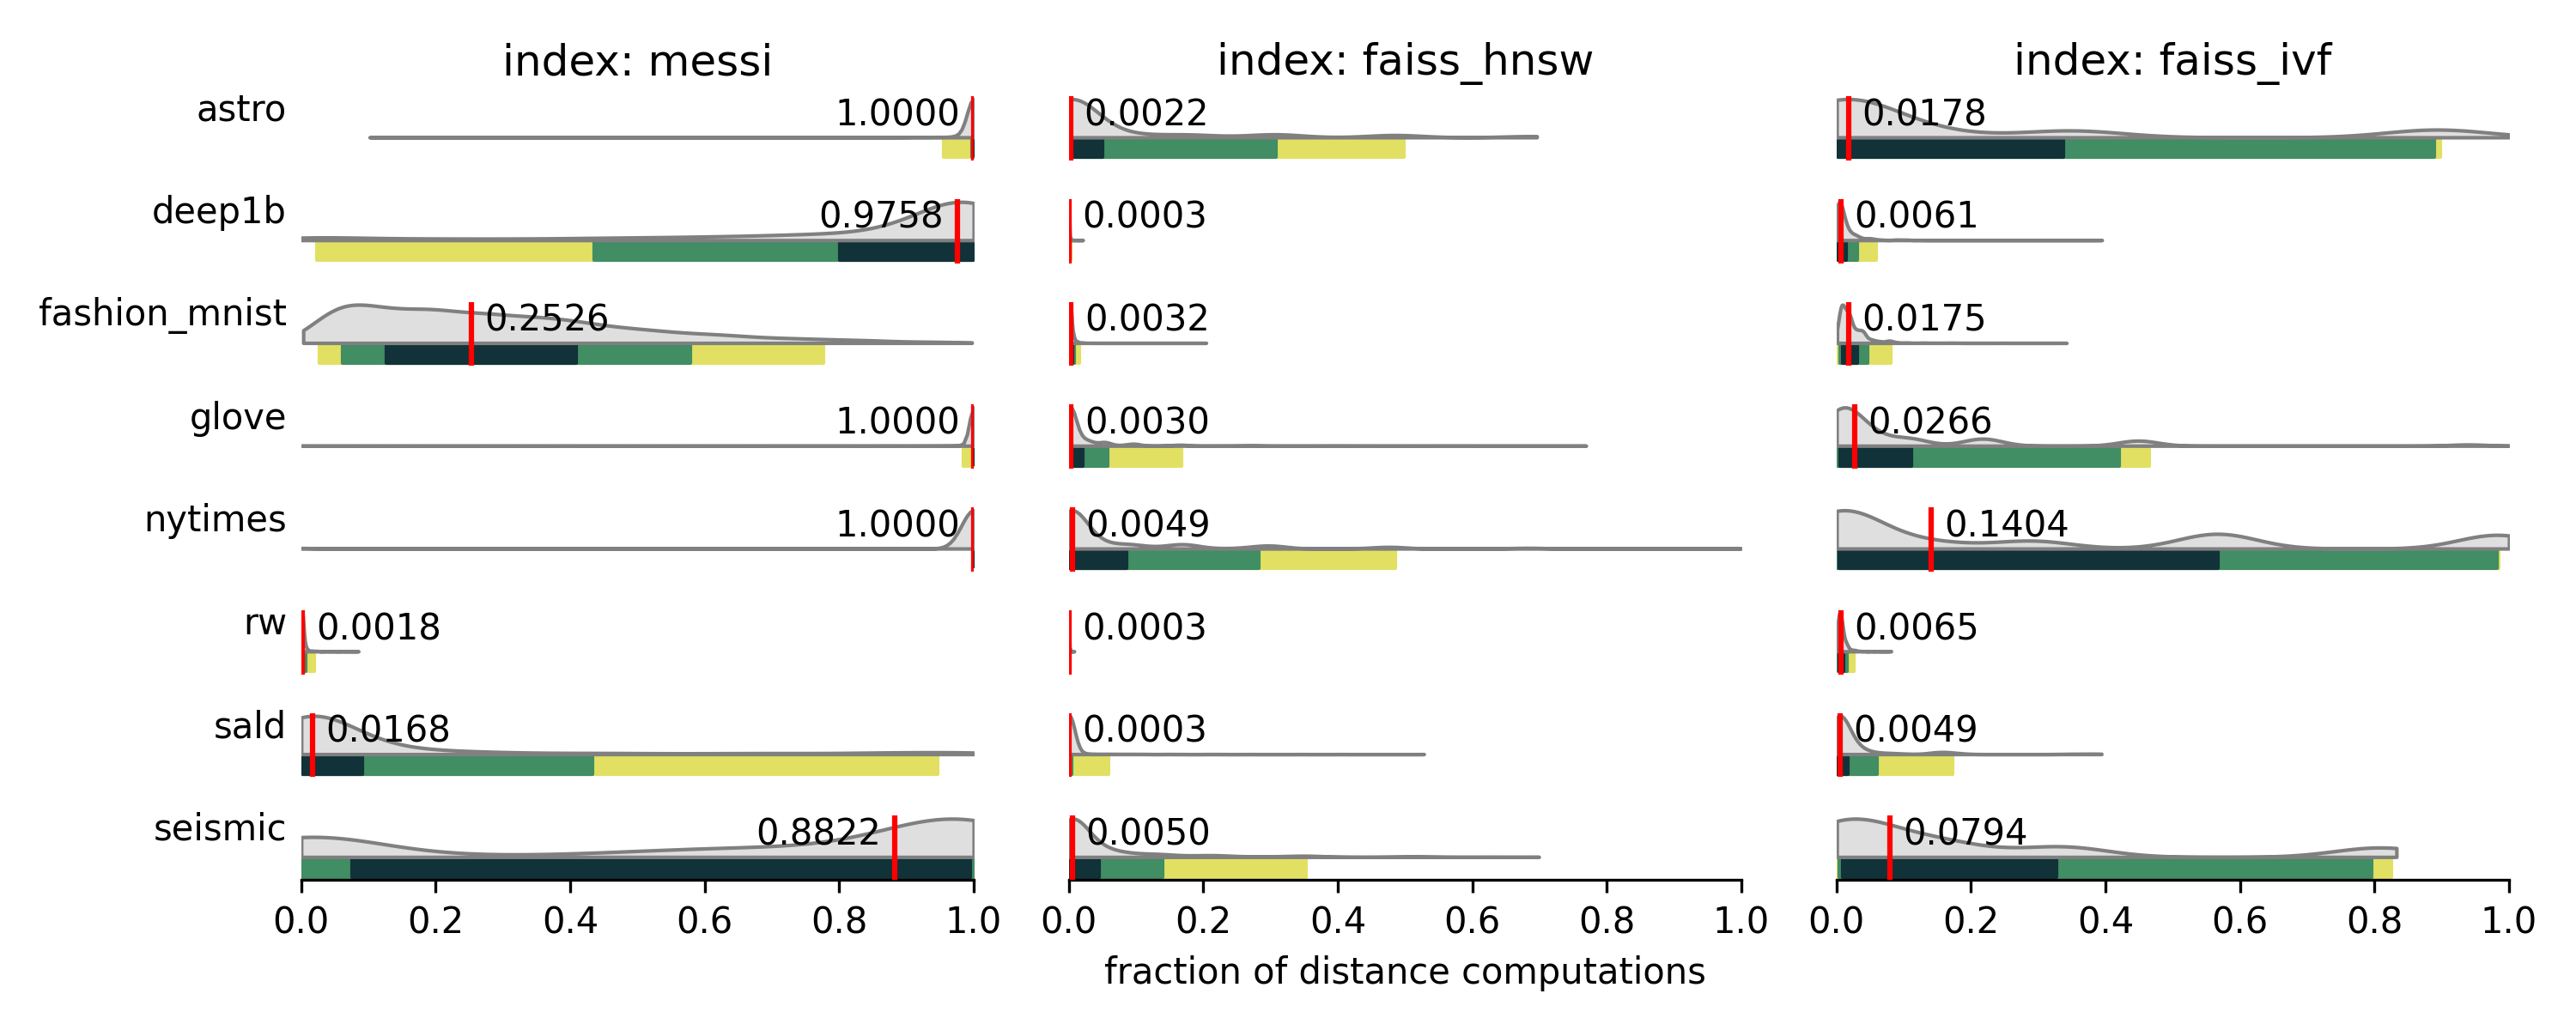 index: messi index: faiss_hnsw index: faiss_ivf
astro 1.0000 0.0022 0.0178
deep1b 0.9758 0.0003 0.0061
fashion_mnist 0.2526 0.0032 0.0175
glove 1.0000 0.0030 0.0266
nytimes 1.0000 0.0049 0.1404
rw 0.0018 0.0003 0.0065
sald 0.0168 0.0003 0.0049
seismic 0.8822 0.0050 0.0794
0.0 0.2 0.4 0.6 0.8 1.0 0.0 0.2 0.4 0.6 0.8 1.0 0.0 0.2 0.4 0.6 0.8 1.0
fraction of distance computations